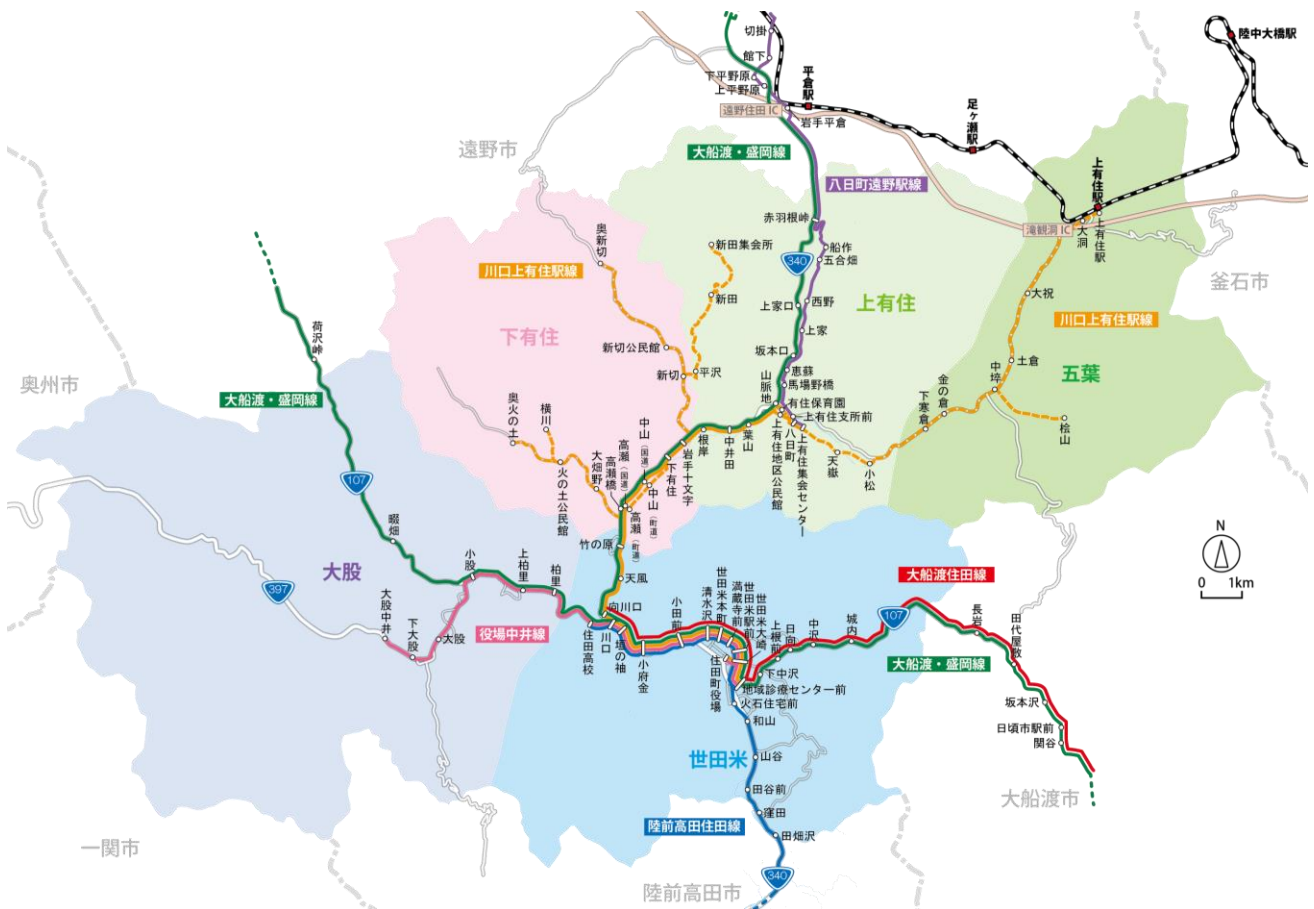 切掛
館下
下平野原
上平野原
遠野住田 IC
平倉駅
岩手平倉
足ヶ瀬駅
陸中大橋駅
上有住駅
滝観洞 IC
大洞
上有住駅
遠野市
大船渡・盛岡線
八日町遠野駅線
赤羽根峠
船作
五合畑
340
西野
上家口
上家
坂本口
恵蘇
馬場野橋
山脈地
有住保育園
上有住支所前
八日町
上有住地区公民館
上有住集会センター
上有住
奥新切
新田集会所
川口上有住駅線
新田
下有住
新切公民館
新切
平沢
釜石市
大祝
川口上有住駅線
土倉
五葉
中埣
金の倉
下寒倉
桧山
天嶽
小松
荷沢峠
奥州市
大船渡・盛岡線
107
奥火の土
横川
火の土公民館
大畑野
高瀬橋
高瀬（国道）
中山（国道）
高瀬（町道）
中山（町道）
下有住
岩手十文字
根岸
中井田
葉山
竹の原
天風
畷畑
小股
上柏里
柏里
大股
397
大股中井
下大股
大股
役場中井線
住田高校
向川口
川口
垣の袖
小府金
小田前
清水沢
世田米本町
満蔵寺前
世田米駅前
世田米大崎
住田町役場
上根前
日向
中沢
城内
下中沢
地域診療センター前
火石住宅前
和山
世田米
山谷
田谷前
窪田
田畑沢
陸前高田住田線
340
大船渡住田線
107
大船渡・盛岡線
長岩
田代屋敷
坂本沢
日頃市駅前
関谷
大船渡市
一関市
陸前高田市
N
0 1km